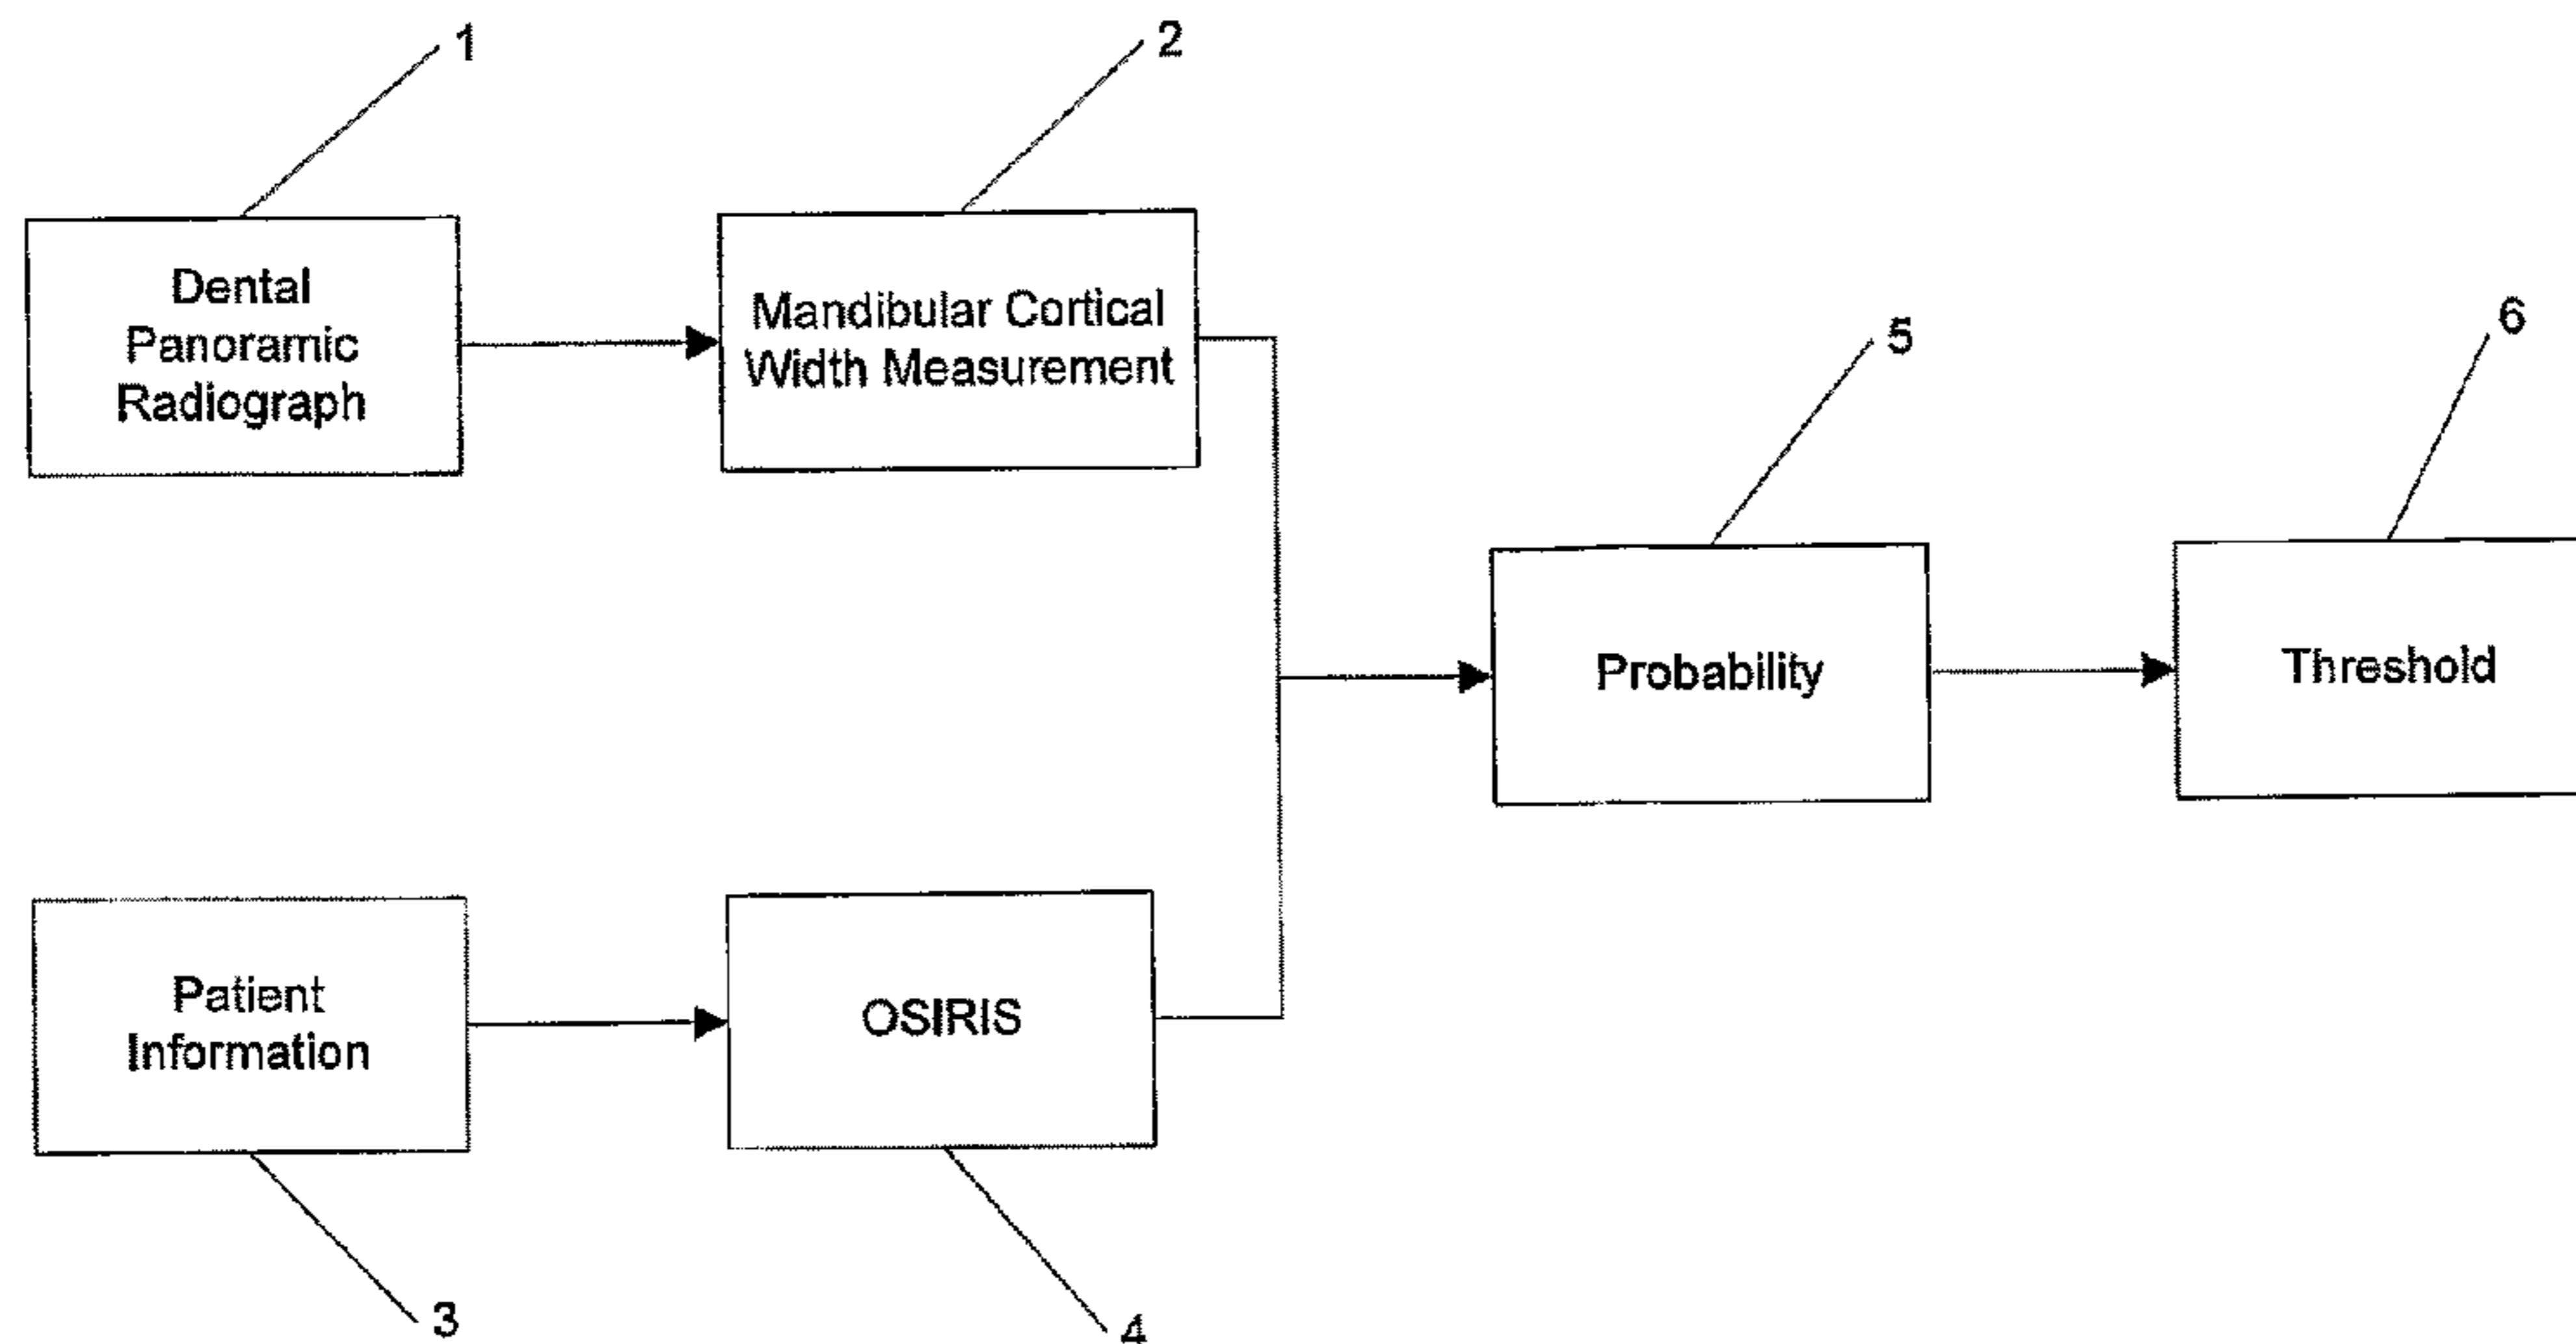 1
2
Dental
Panoramic
Radiograph
Mandibular Cortical
Width Measurement
5
6
Probability
Threshold
Patient
Information
OSIRIS
3
4